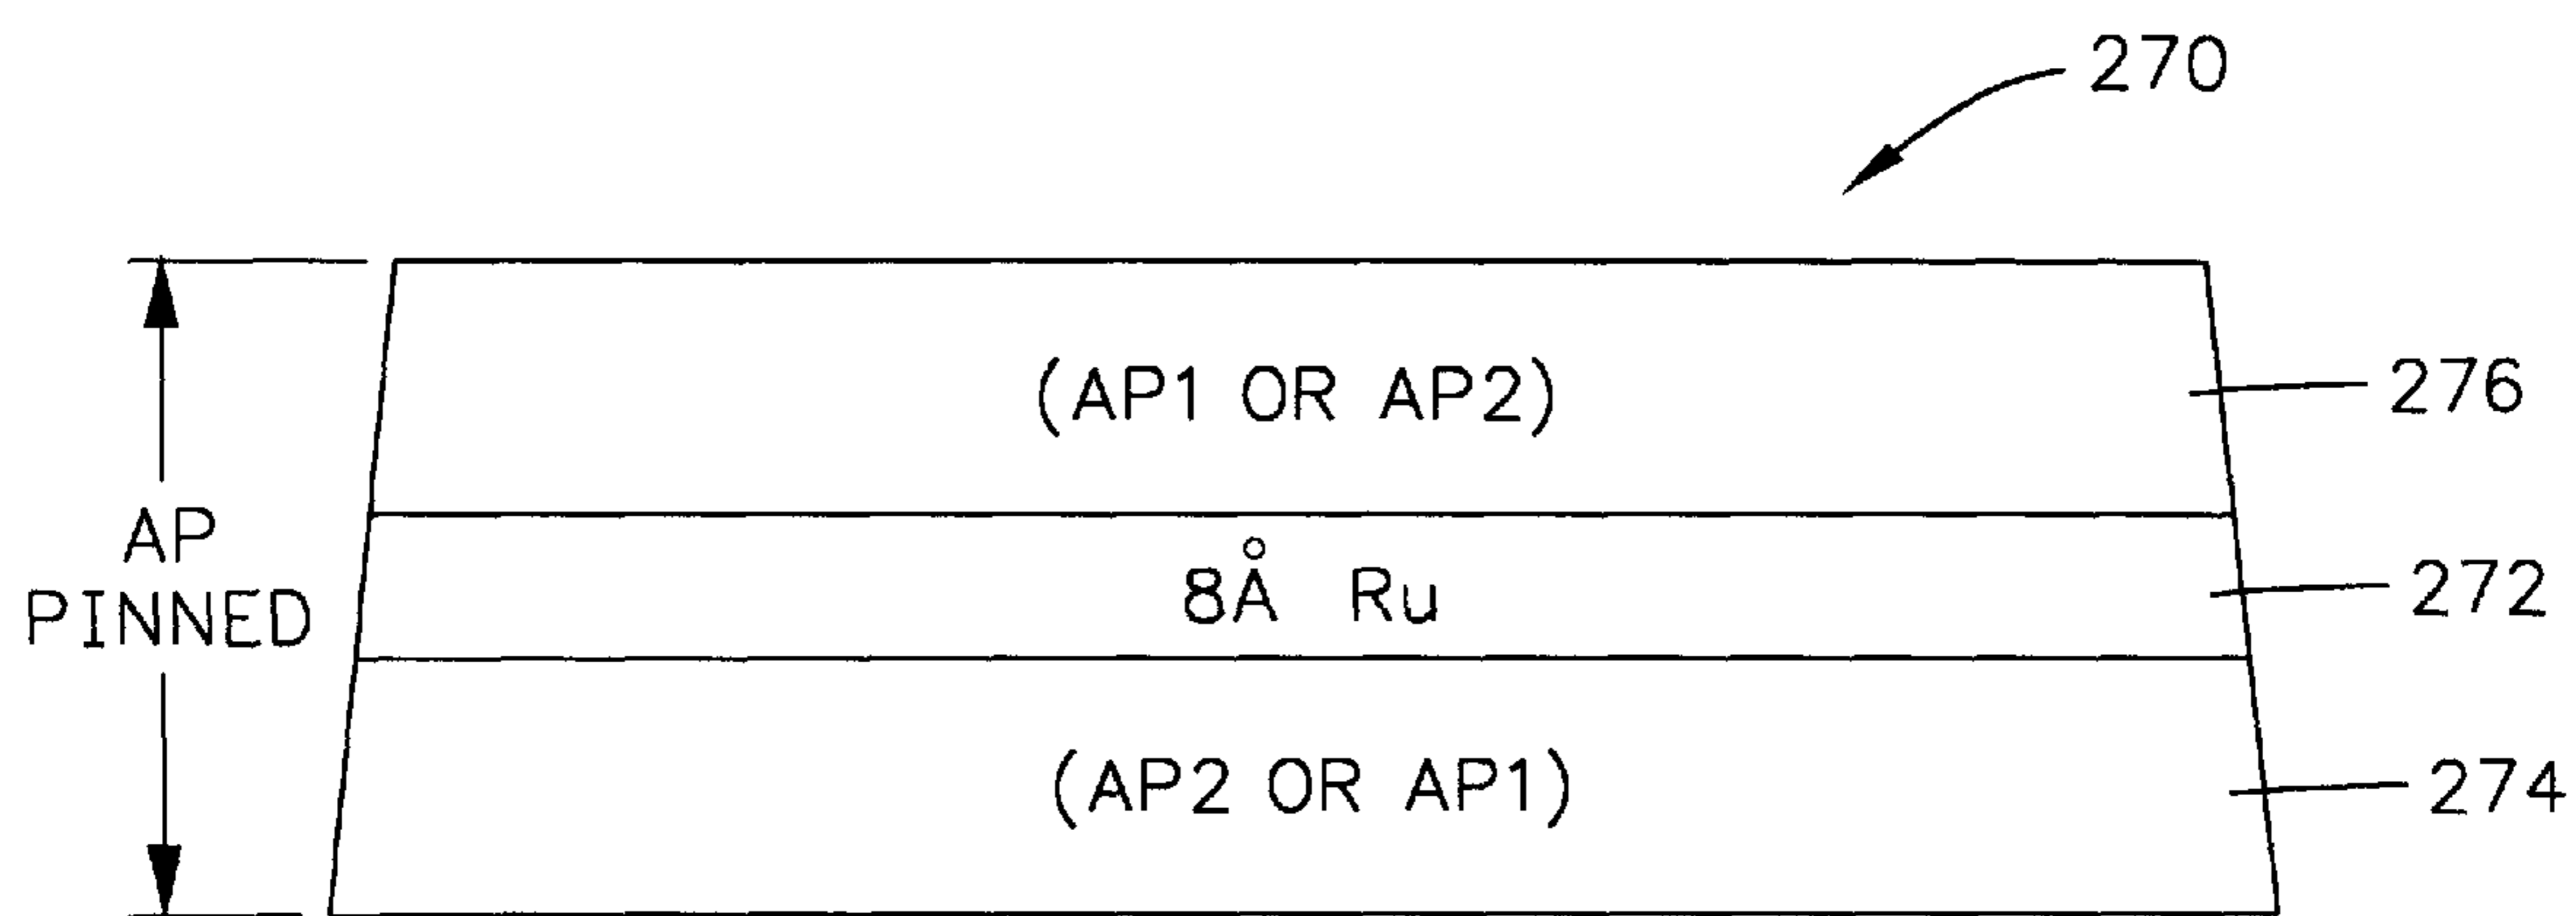 270
(AP1 OR AP2)
276
AP
PINNED
8Å Ru
272
(AP2 OR AP1)
274